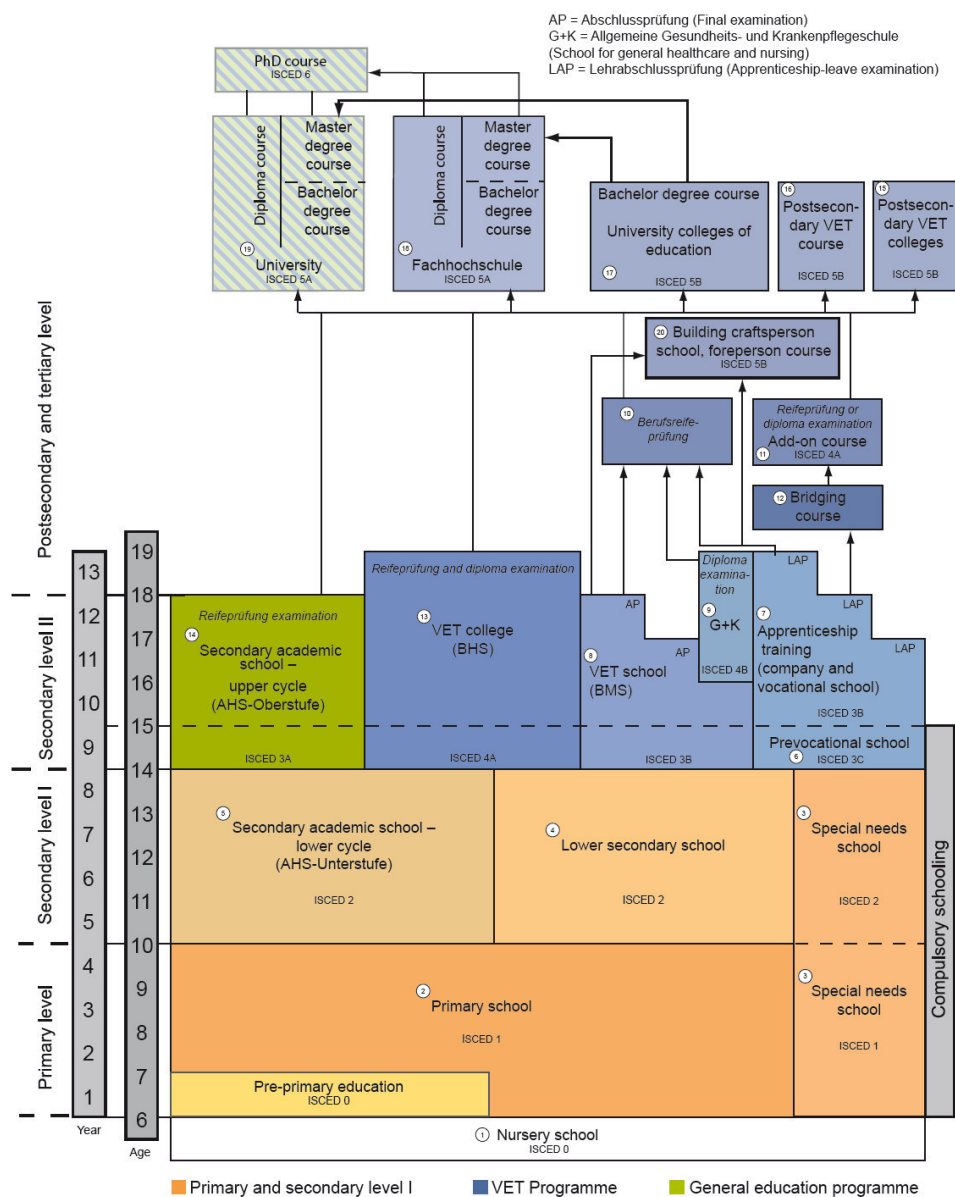 AP = Abschlussprüfung (Final examination)
G+K = Allgemeine Gesundheits- und Krankenpflegeschule
(School for general healthcare and nursing)
LAP = Lehrabschlussprüfung (Apprenticeship-leave examination)
PhD course
ISCED 6
Diploma course
Master
degree
course
Bachelor
degree
course
19
University
ISCED 5A
Diploma course
Master
degree
course
Bachelor
degree
course
18
Fachhochschule
ISCED 5A
Bachelor degree course
University colleges of
education
17
ISCED 5B
16
Postsecon-
dary VET
course
ISCED 5B
15
Postsecon-
dary VET
colleges
ISCED 5B
20
Building craftsperson
school, foreperson course
ISCED 5B
10
Berufsreife-
prüfung
Reifeprüfung or
diploma examination
Add-on course
11
ISCED 4A
12
Bridging
course
Postsecondary and tertiary level
Secondary level II
Secondary level I
Primary level
13
12
11
10
9
8
7
6
5
4
3
2
1
Year
19
18
17
16
15
14
13
12
11
10
9
8
7
6
Age
Reifeprüfung examination
14
Secondary academic
school –
upper cycle
(AHS-Oberstufe)
ISCED 3A
Reifeprüfung and diploma examination
13
VET college
(BHS)
ISCED 4A
AP
8
VET school
(BMS)
AP
ISCED 3B
Diploma
examina-
tion
9
G+K
ISCED 4B
LAP
7
LAP
Apprenticeship
training
LAP
(company and
vocational school)
ISCED 3B
Prevocational school
6
ISCED 3C
5
Secondary academic school –
lower cycle
(AHS-Unterstufe)
ISCED 2
4
Lower secondary school
ISCED 2
3
Special needs
school
ISCED 2
2
Primary school
ISCED 1
3
Special needs
school
ISCED 1
Pre-primary education
ISCED 0
1
Nursery school
ISCED 0
Compulsory schooling
Primary and secondary level I
VET Programme
General education programme